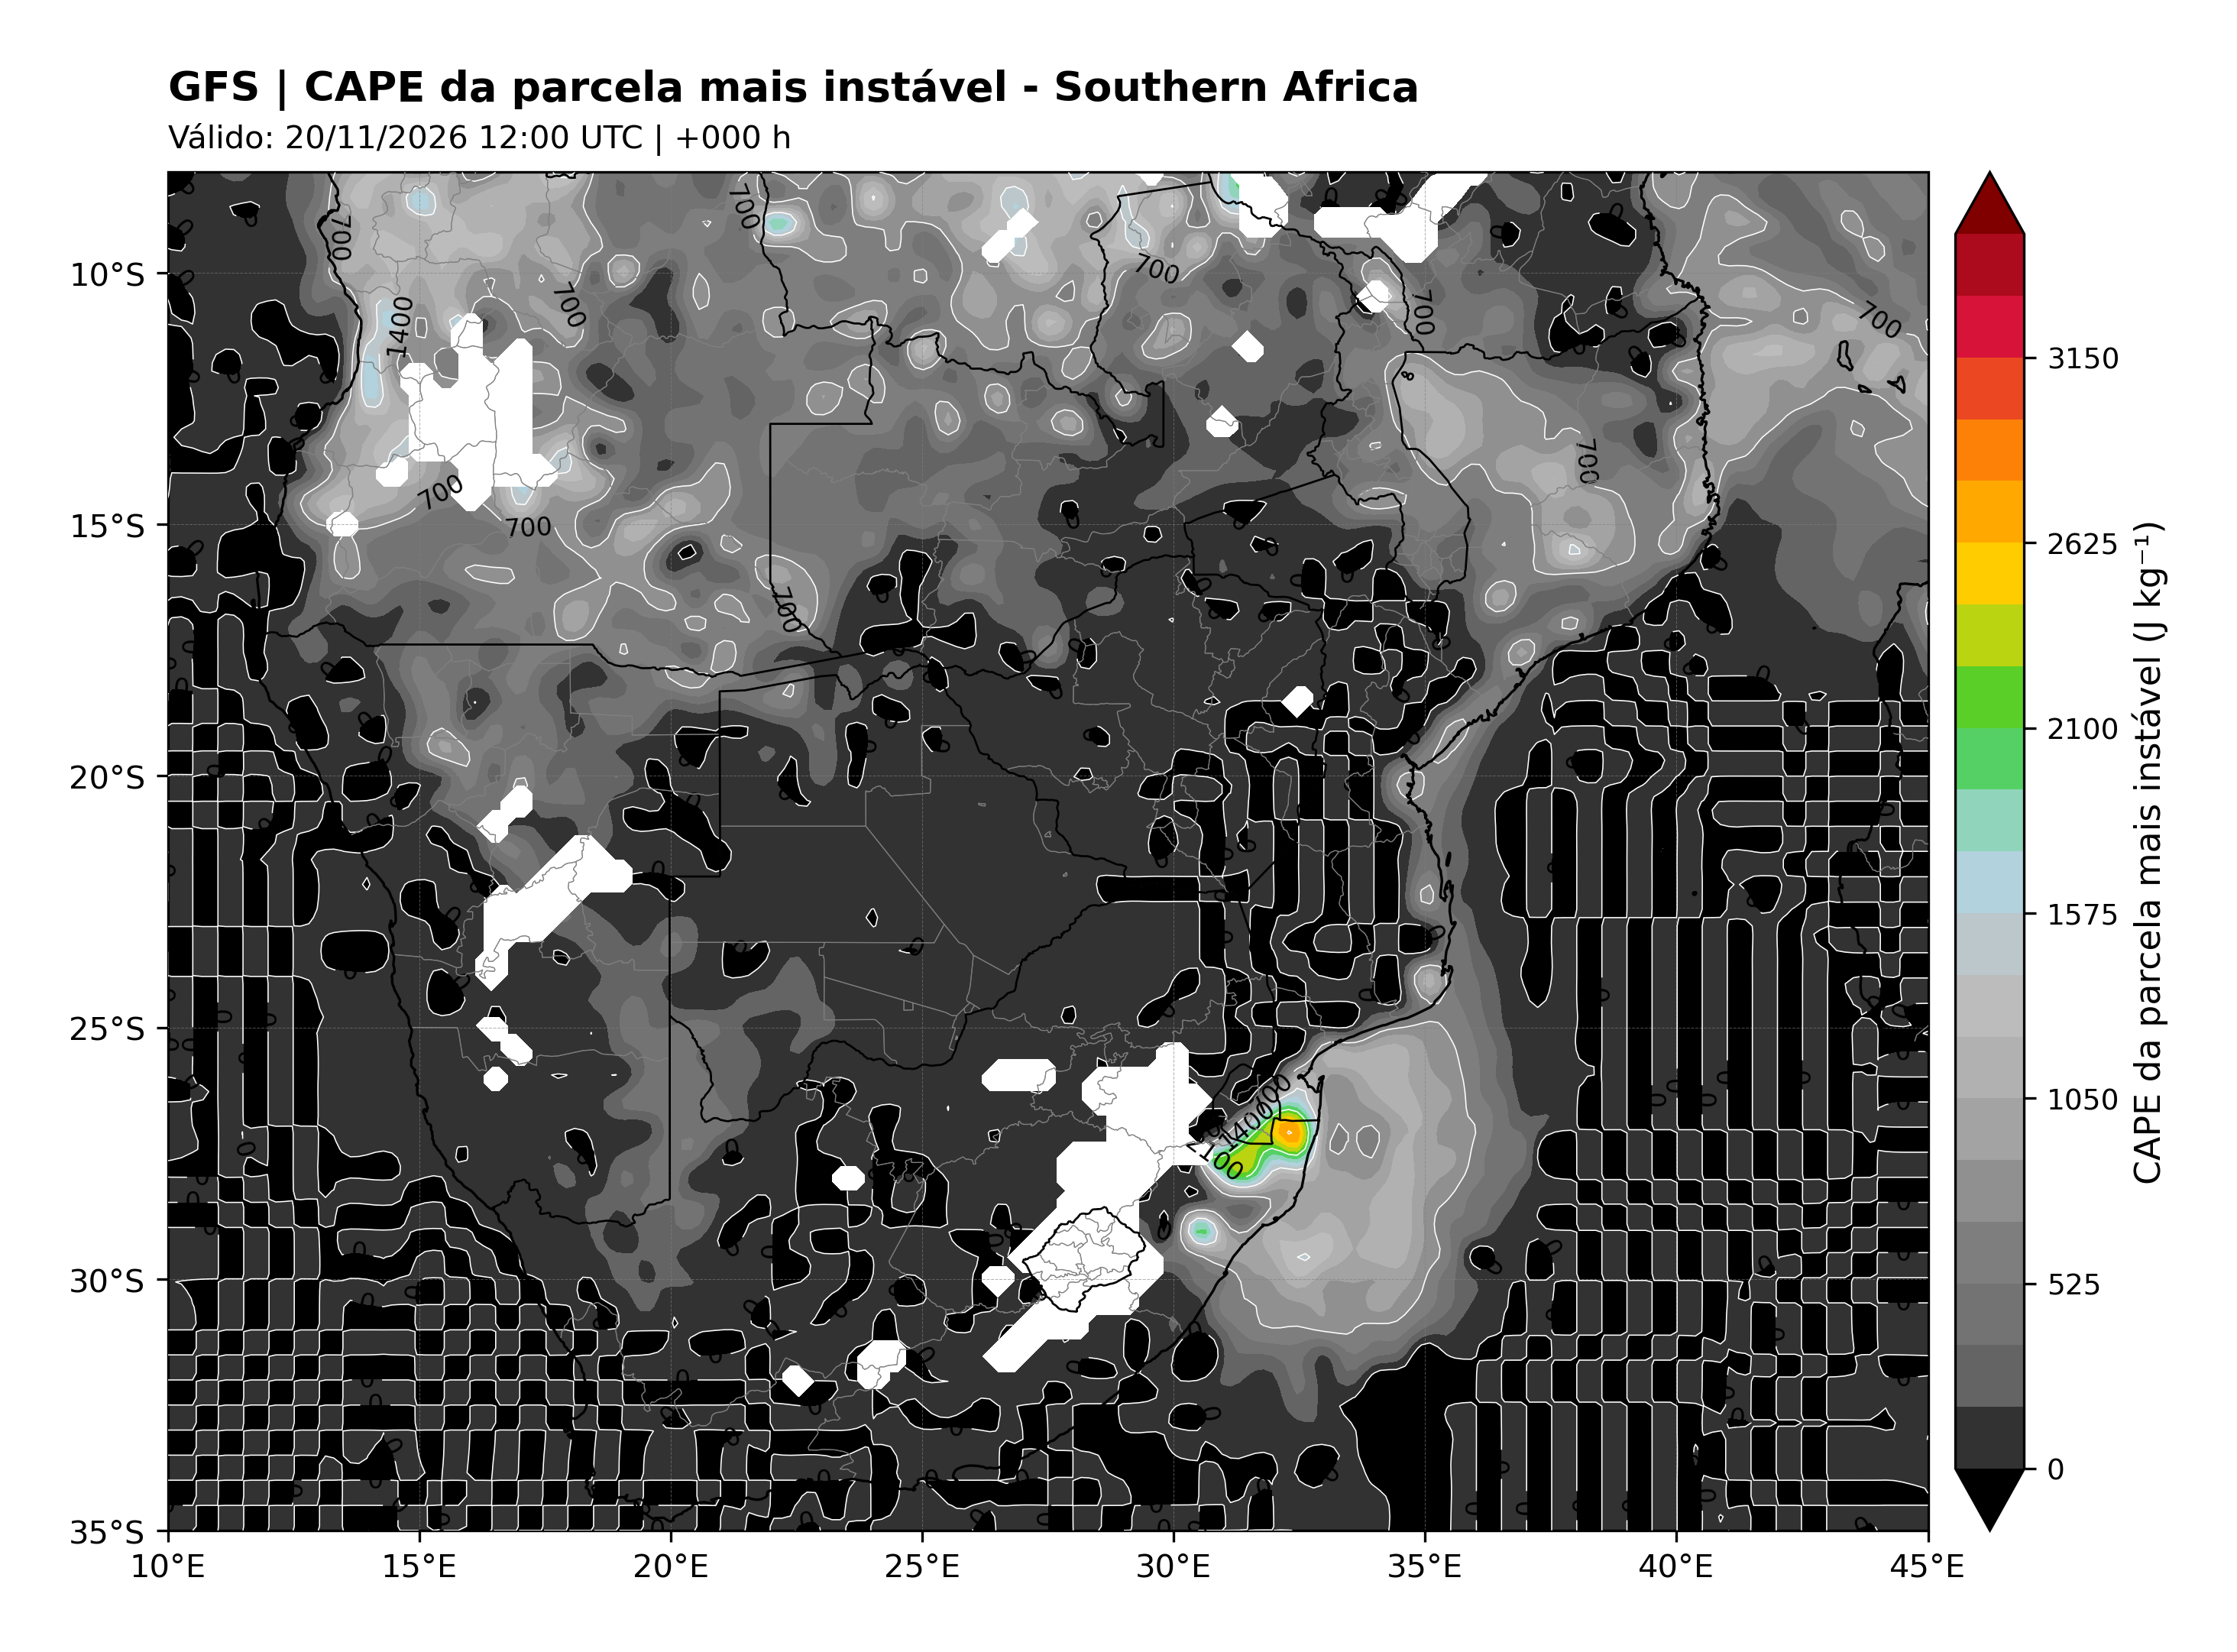 GFS | CAPE da parcela mais instável - Southern Africa
Válido: 20/11/2026 12:00 UTC | +000 h
10°S
15°S
20°S
25°S
30°S
35°S
10°E
15°E
20°E
25°E
30°E
35°E
40°E
45°E
3150
2625
2100
1575
1050
525
0
CAPE da parcela mais instável (J kg⁻¹)
700
700
700
700
700
700
1400
700
700
700
700
1400
2100